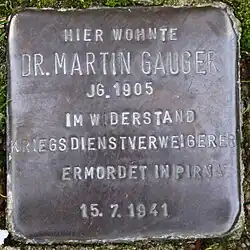 HIER WOHNTE
DR. MARTIN GAUGER
JG. 1905
IM WIDERSTAND
KRIEGSDIENSTVERWEIGERER
ERMORDET IN PIRNA
15.7.1941